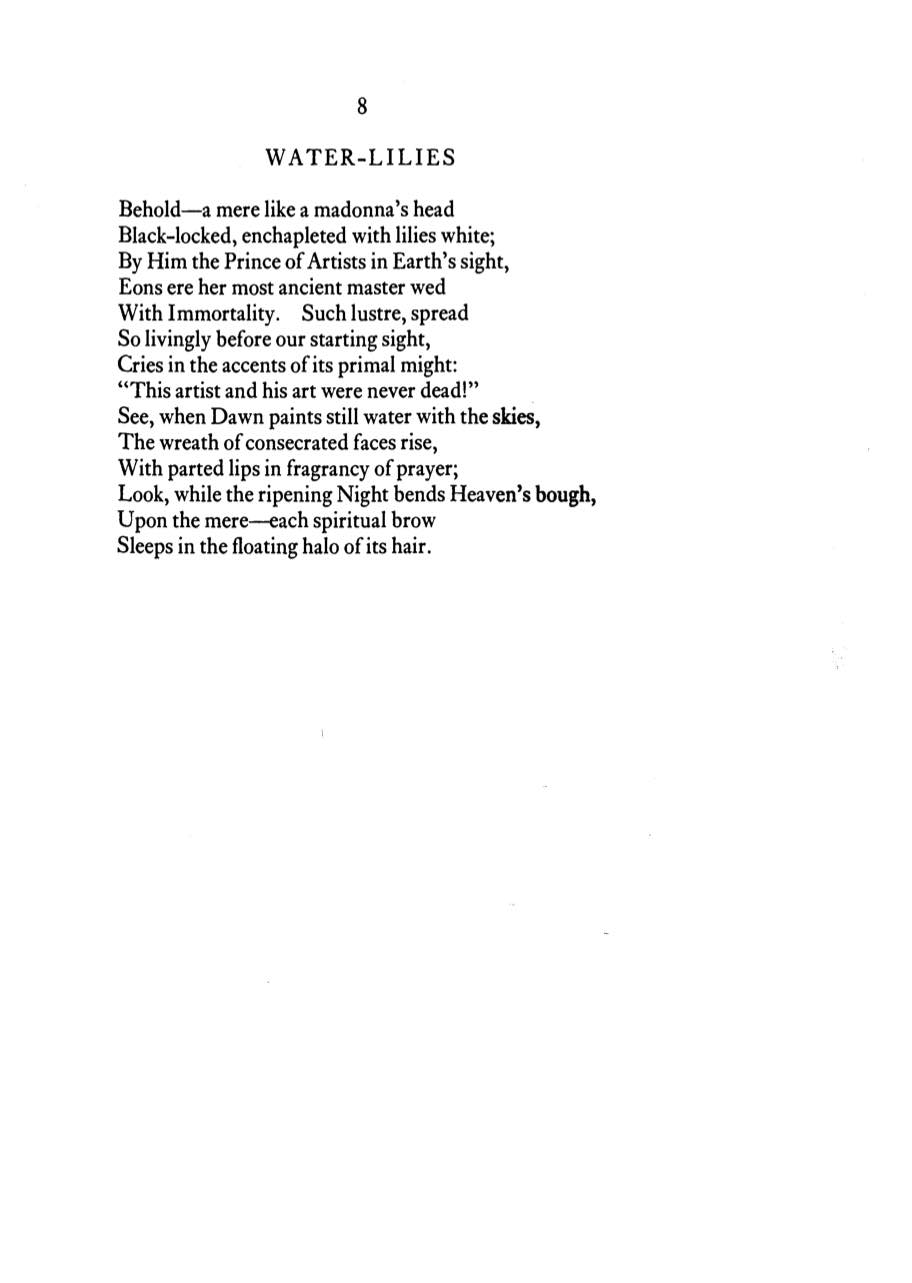 8
WATER-LILIES
Behold—a mere like a madonna's head
Black-locked, enchapleted with lilies white;
By Him the Prince of Artists in Earth's sight,
Eons ere her most ancient master wed
With Immortality. Such lustre, spread
So livingly before our starting sight,
Cries in the accents of its primal might:
“This artist and his art were never dead!”
See, when Dawn paints still water with the skies,
The wreath of consecrated faces rise,
With parted lips in fragrancy of prayer;
Look, while the ripening Night bends Heaven's bough,
Upon the mere—each spiritual brow
Sleeps in the floating halo of its hair.